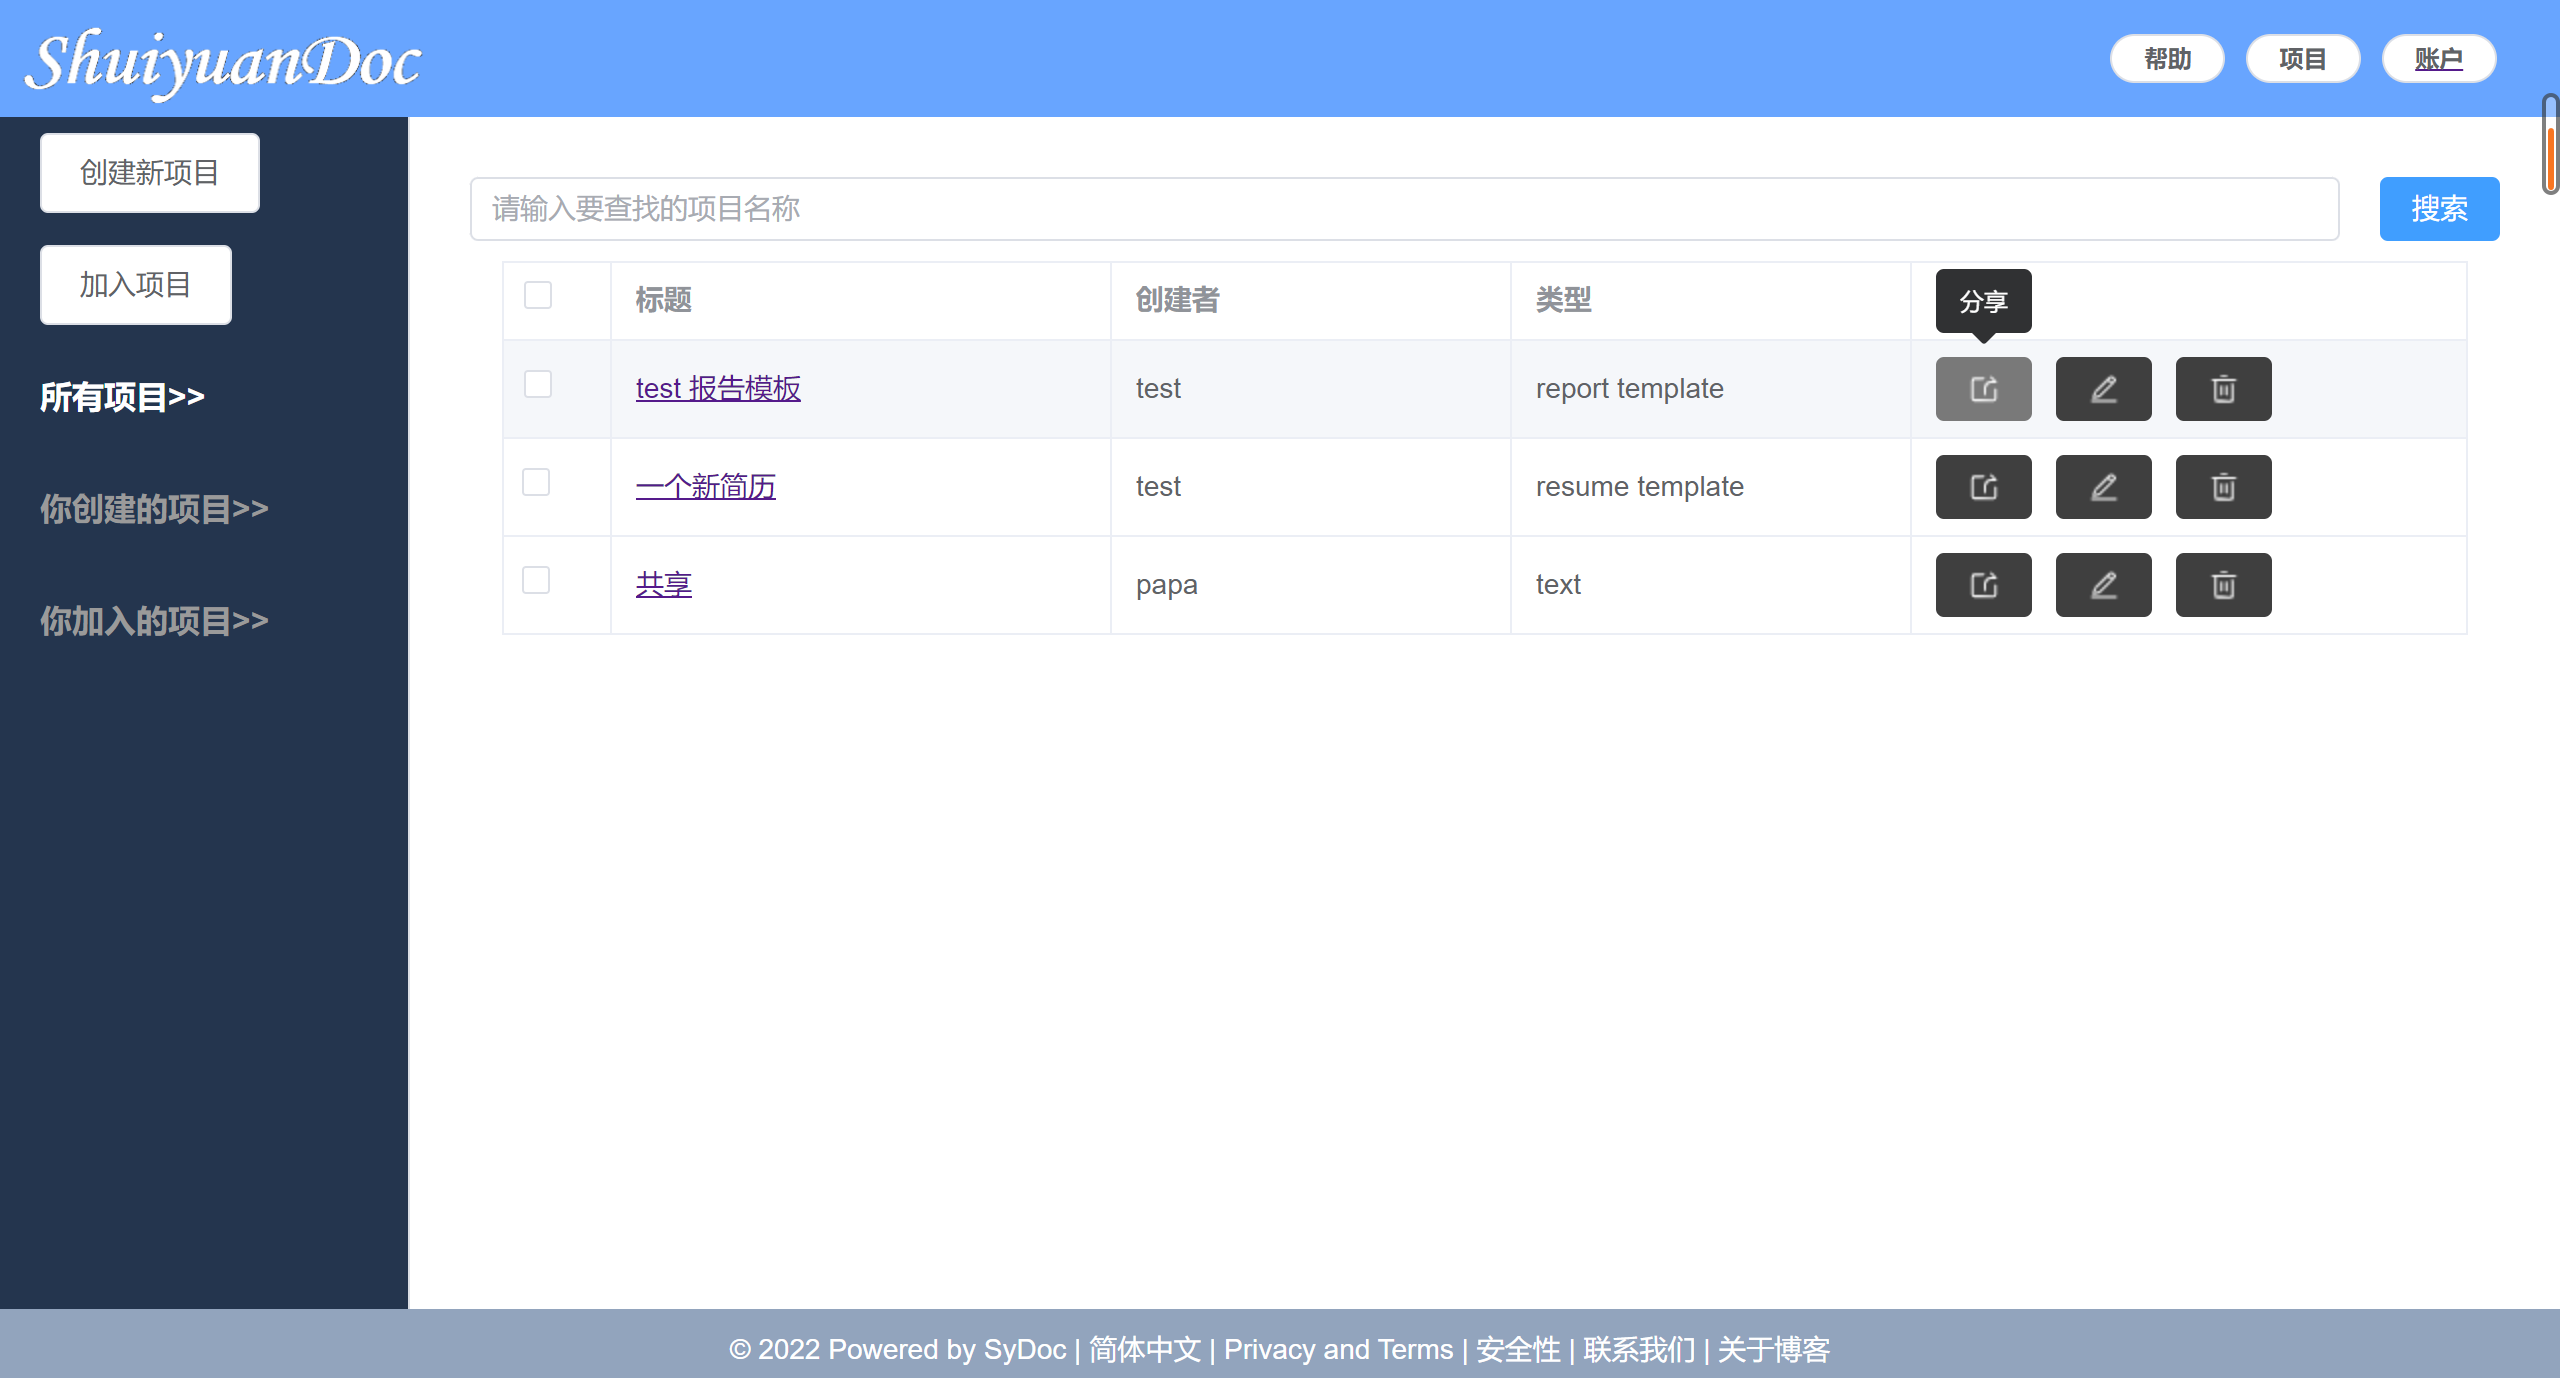 ShuiyuanDoc
帮助 项目 账户
创建新项目
加入项目
所有项目>>
你创建的项目>>
你加入的项目>>
请输入要查找的项目名称 搜索
标题 创建者 类型 分享
test 报告模板 test report template
一个新简历 test resume template
共享 papa text
© 2022 Powered by SyDoc | 简体中文 | Privacy and Terms | 安全性 | 联系我们 | 关于博客